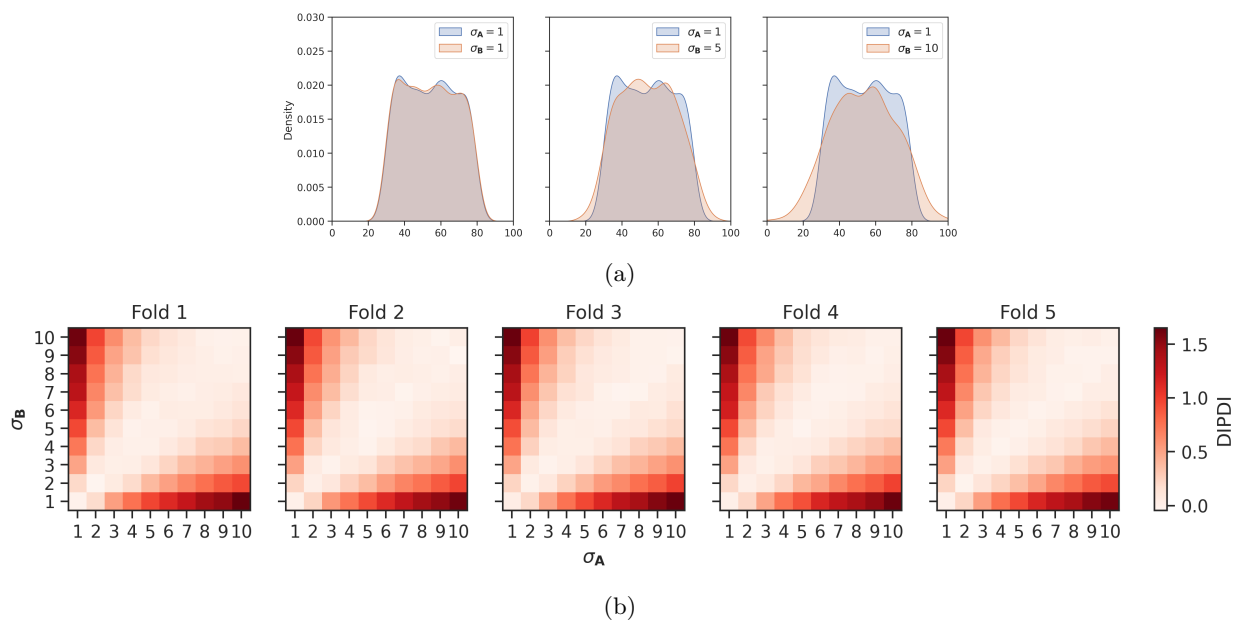 0.030
0.025
0.020
0.015
0.010
0.005
0.000
Density
σA = 1
σB = 1
σA = 1
σB = 5
σA = 1
σB = 10
0 20 40 60 80 100
0 20 40 60 80 100
0 20 40 60 80 100
(a)
Fold 1 Fold 2 Fold 3 Fold 4 Fold 5
10
9
8
7
6
5
4
3
2
1
σB
1 2 3 4 5 6 7 8 9 10
1 2 3 4 5 6 7 8 9 10
1 2 3 4 5 6 7 8 9 10
1 2 3 4 5 6 7 8 9 10
1 2 3 4 5 6 7 8 9 10
σA
1.5
1.0
0.5
0.0
DIPDI
(b)